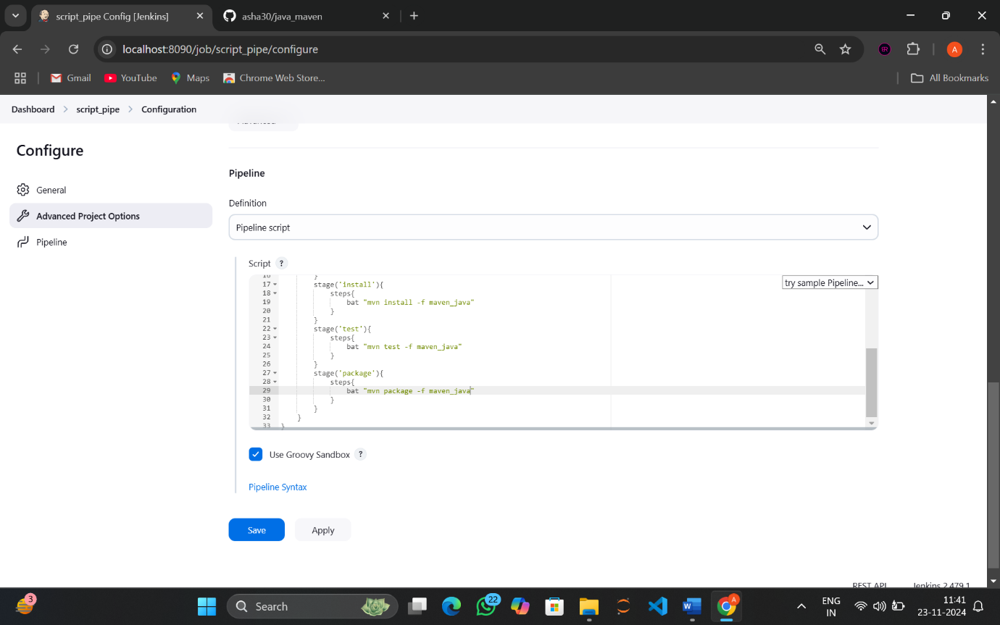 script_pipe Config [Jenkins]
asha30/java_maven
localhost:8090/job/script_pipe/configure
A
Gmail
YouTube
Maps
Chrome Web Store...
All Bookmarks
Dashboard
script_pipe
Configuration
Advanced
Configure
General
Advanced Project Options
Pipeline
Pipeline
Definition
Pipeline script
Script ?
try sample Pipeline...
16 }
17 stage('install'){
18 steps{
19 bat "mvn install -f maven_java"
20 }
21 }
22 stage('test'){
23 steps{
24 bat "mvn test -f maven_java"
25 }
26 }
27 stage('package'){
28 steps{
29 bat "mvn package -f maven_java"
30 }
31 }
32 }
33 }
Use Groovy Sandbox ?
Pipeline Syntax
Save
Apply
REST API
Jenkins 2.479.1
3
Search
22
A
ENG
IN
11:41
23-11-2024